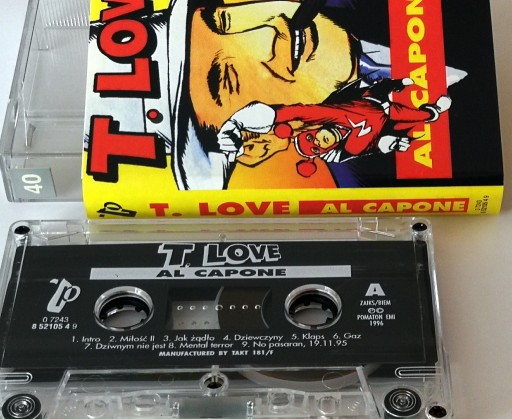 T. LOVE
AL CAPONE
40
T. LOVE AL CAPONE
T. LOVE
AL CAPONE
A
ZAIKS/BIEM
POMATON EMI
1996
0 7243
8 52105 4 9
1. Intro 2. Miłość II 3. Jak żądło 4. Dziewczyny 5. Klaps 6. Gaz
7. Dziwnym nie jest 8. Mental terror 9. No pasaran, 19.11.95
MANUFACTURED BY TAKT 181/F